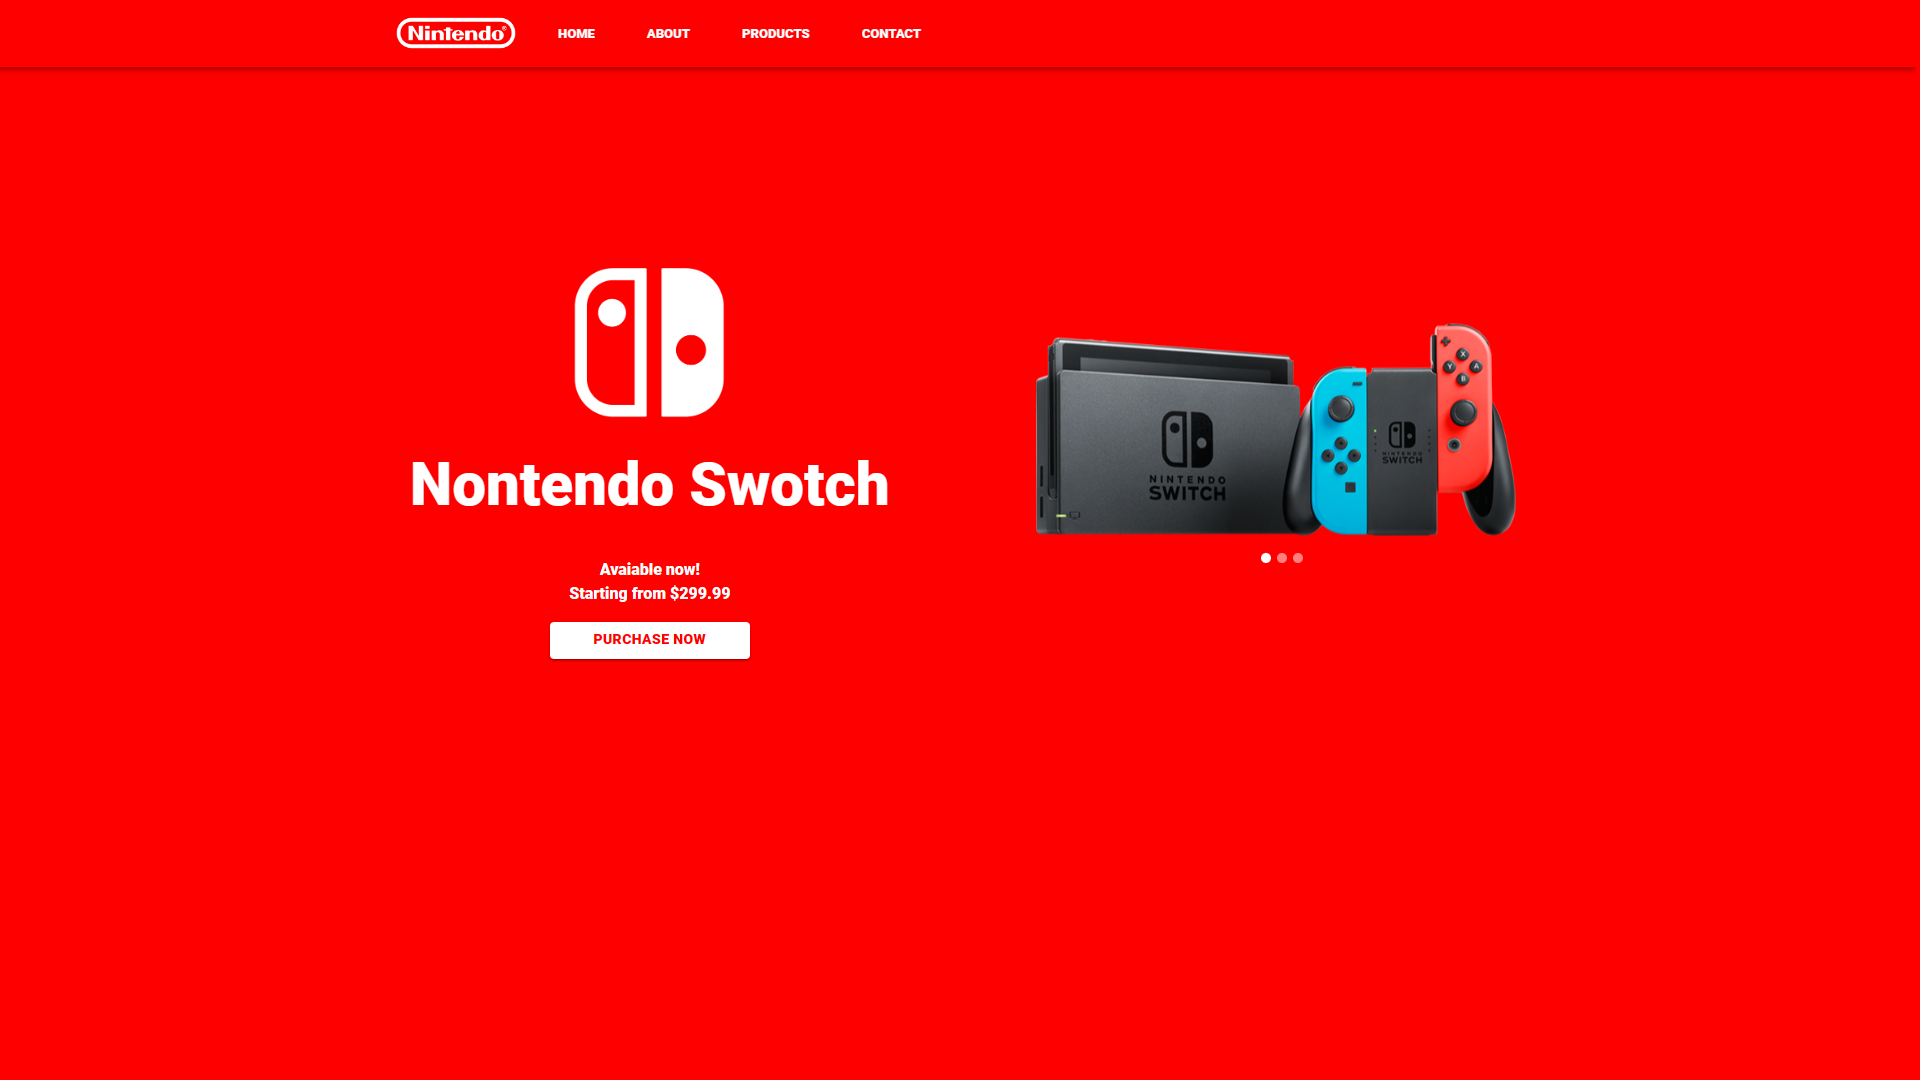 Nintendo®
HOME
ABOUT
PRODUCTS
CONTACT
Nontendo Swotch
Avaiable now!
Starting from $299.99
PURCHASE NOW
NINTENDO
SWITCH
NINTENDO
SWITCH
X
Y
A
B